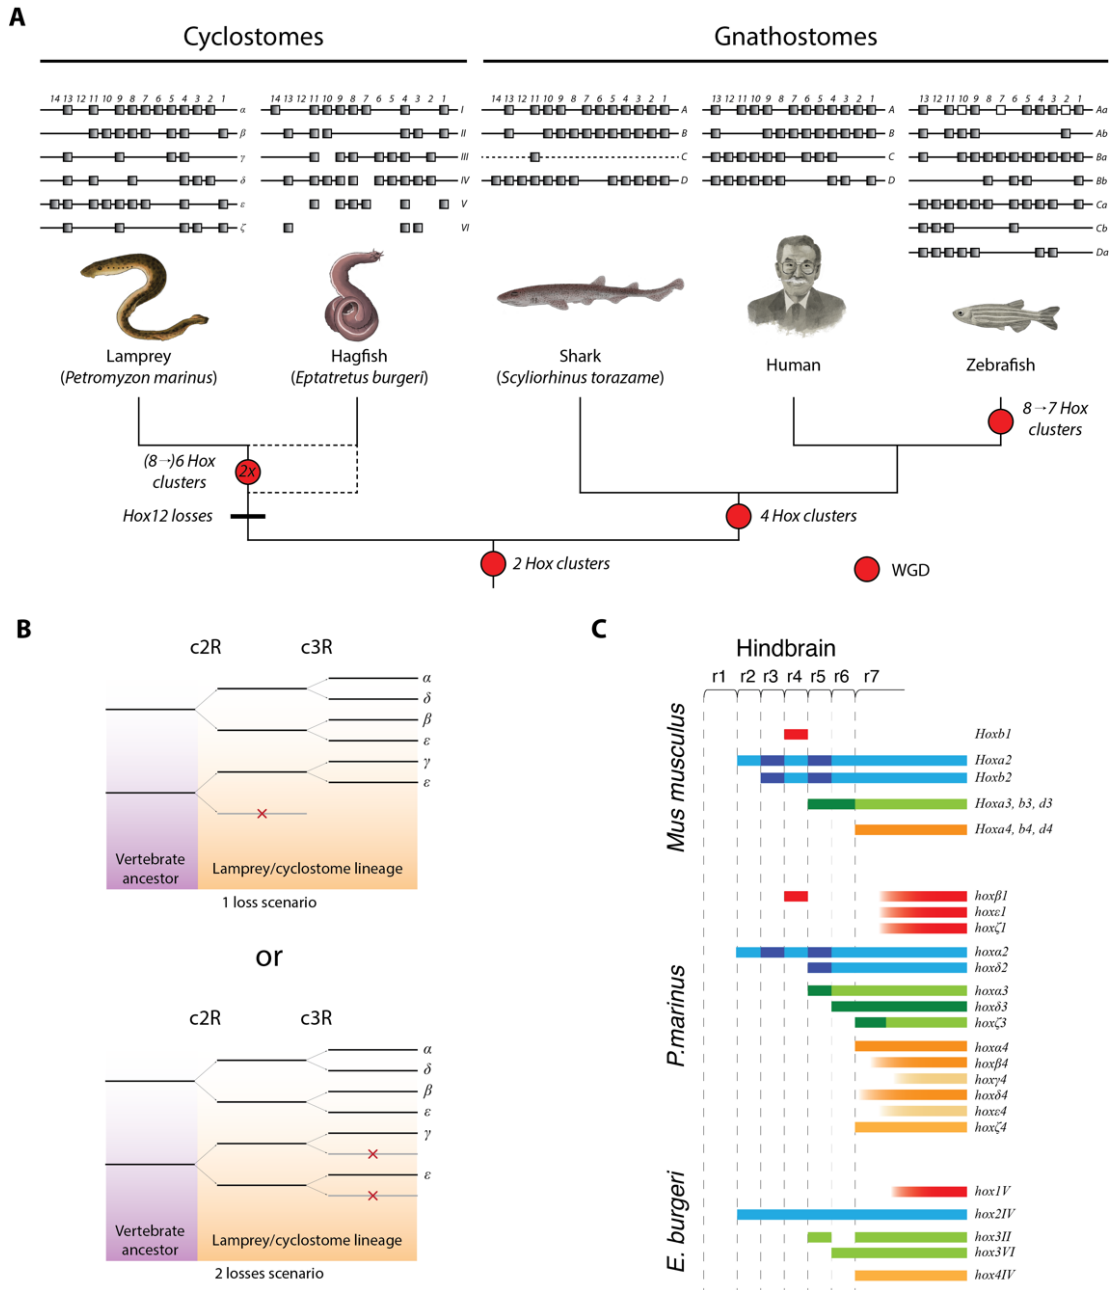 A
Cyclostomes
Gnathostomes
14 13 12 11 10 9 8 7 6 5 4 3 2 1
14 13 12 11 10 9 8 7 6 5 4 3 2 1
14 13 12 11 10 9 8 7 6 5 4 3 2 1
13 12 11 10 9 8 7 6 5 4 3 2 1
13 12 11 10 9 8 7 6 5 4 3 2 1
α I A A Aa
β II B B Ab
γ III C C Ba
δ IV D D Bb
ε V Ca
ζ VI Cb
Da
Lamprey
(Petromyzon marinus)
Hagfish
(Eptatretus burgeri)
Shark
(Scyliorhinus torazame)
Human
Zebrafish
8→7 Hox
clusters
(8→)6 Hox
clusters
2x
Hox12 losses
4 Hox clusters
2 Hox clusters
WGD
B
c2R c3R
α
δ
β
ε
γ
ε
Vertebrate
ancestor
Lamprey/cyclostome lineage
1 loss scenario
or
c2R c3R
α
δ
β
ε
γ
ε
Vertebrate
ancestor
Lamprey/cyclostome lineage
2 losses scenario
C
Hindbrain
r1 r2 r3 r4 r5 r6 r7
Mus musculus
Hoxb1
Hoxa2
Hoxb2
Hoxa3, b3, d3
Hoxa4, b4, d4
P.marinus
hoxβ1
hoxε1
hoxζ1
hoxα2
hoxδ2
hoxα3
hoxδ3
hoxζ3
hoxα4
hoxβ4
hoxγ4
hoxδ4
hoxε4
hoxζ4
E. burgeri
hox1V
hox2IV
hox3II
hox3VI
hox4IV